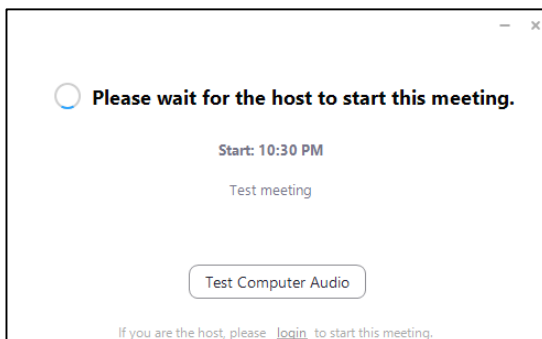 Please wait for the host to start this meeting.
Start: 10:30 PM
Test meeting
Test Computer Audio
If you are the host, please login to start this meeting.